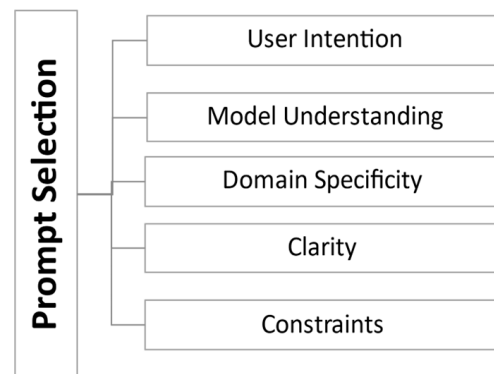 Prompt Selection
User Intention
Model Understanding
Domain Specificity
Clarity
Constraints